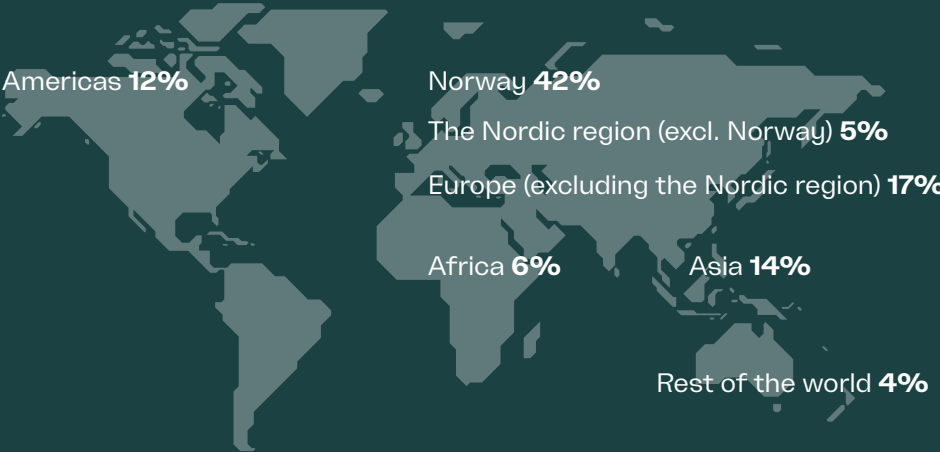 Americas 12%
Norway 42%
The Nordic region (excl. Norway) 5%
Europe (excluding the Nordic region) 17%
Africa 6%
Asia 14%
Rest of the world 4%